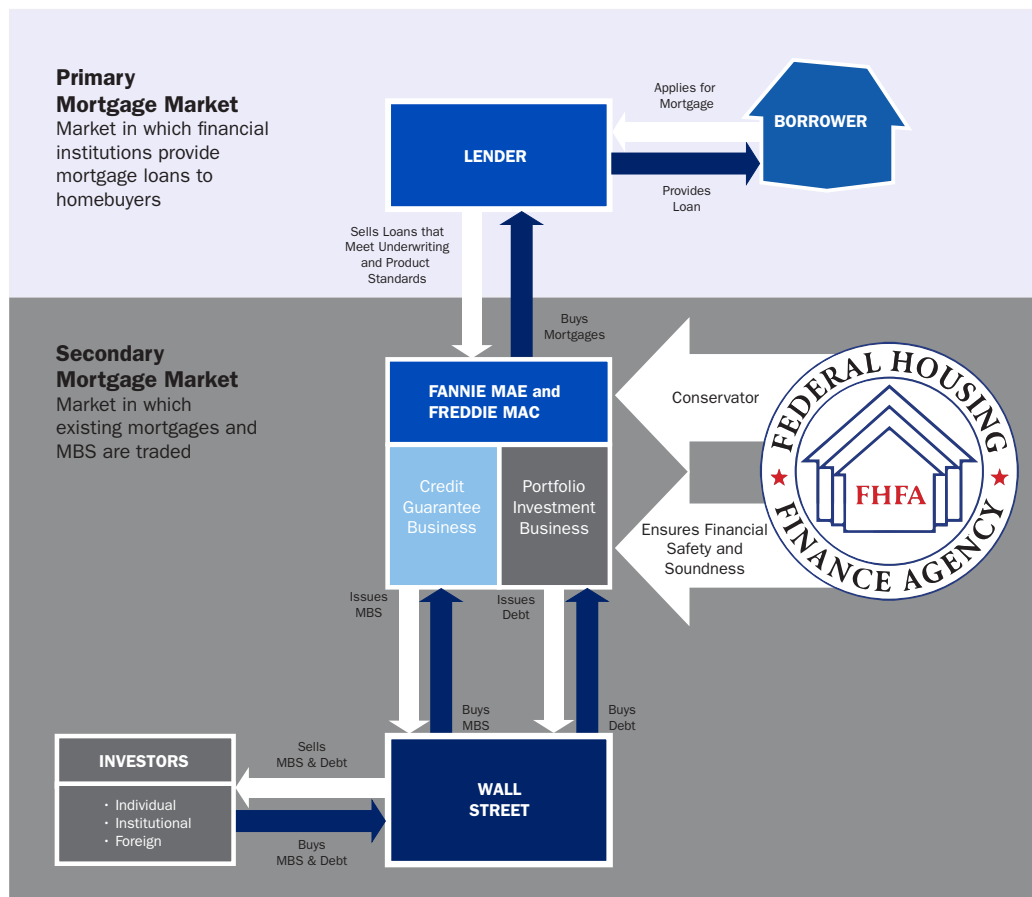 Primary
Mortgage Market
Market in which financial
institutions provide
mortgage loans to
homebuyers
LENDER
Applies for
Mortgage
BORROWER
Provides
Loan
Sells Loans that
Meet Underwriting
and Product
Standards
Buys
Mortgages
Secondary
Mortgage Market
Market in which
existing mortgages and
MBS are traded
FANNIE MAE and
FREDDIE MAC
Credit
Guarantee
Business
Portfolio
Investment
Business
Conservator
Ensures Financial
Safety and
Soundness
FEDERAL HOUSING
FHFA
FINANCE AGENCY
Issues
MBS
Issues
Debt
Buys
MBS
Buys
Debt
INVESTORS
· Individual
· Institutional
· Foreign
Sells
MBS & Debt
Buys
MBS & Debt
WALL
STREET